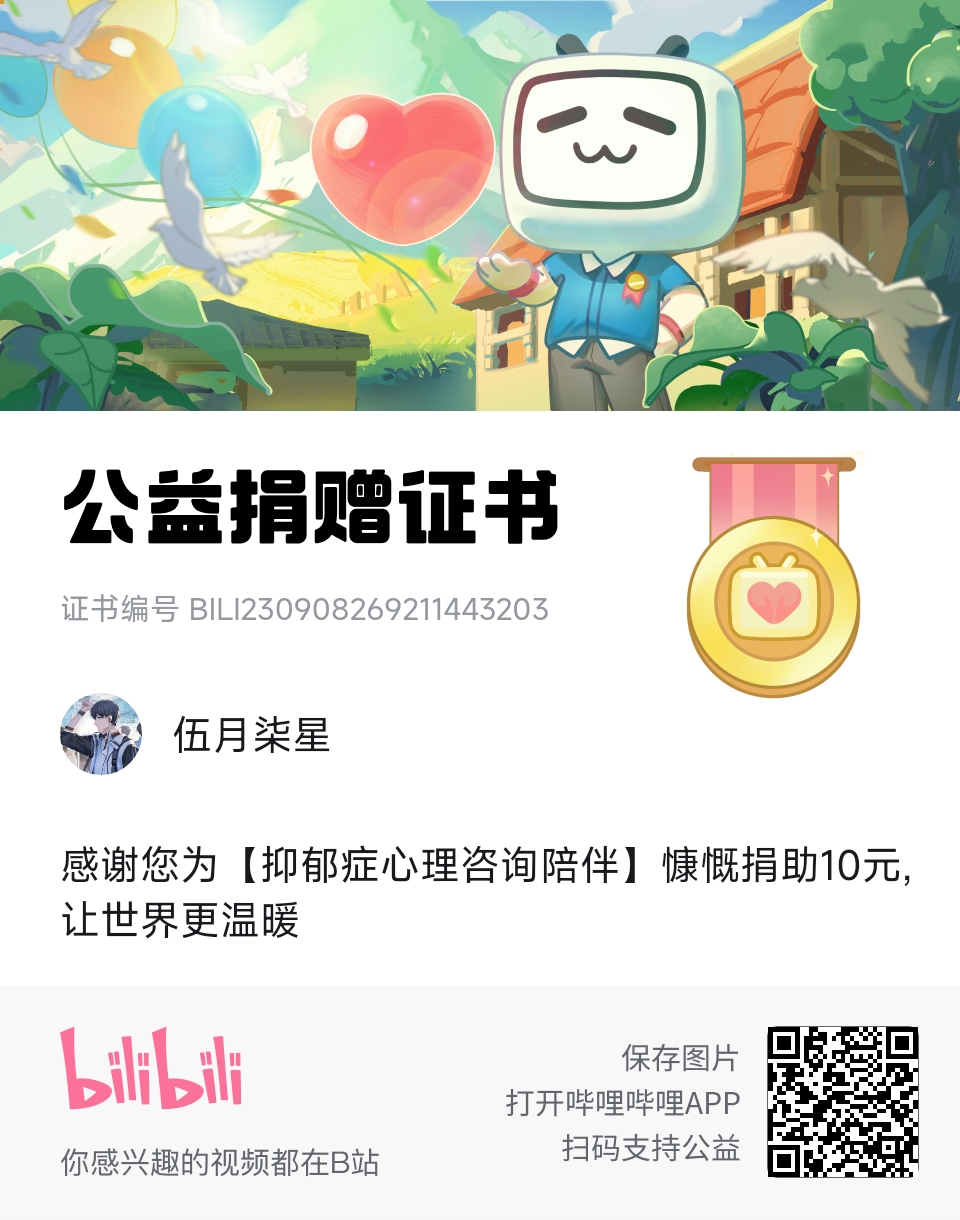 公益捐赠证书
证书编号 BILI230908269211443203
伍月柒星
感谢您为【抑郁症心理咨询陪伴】慷慨捐助10元,
让世界更温暖
bilibili
你感兴趣的视频都在B站
保存图片
打开哔哩哔哩APP
扫码支持公益